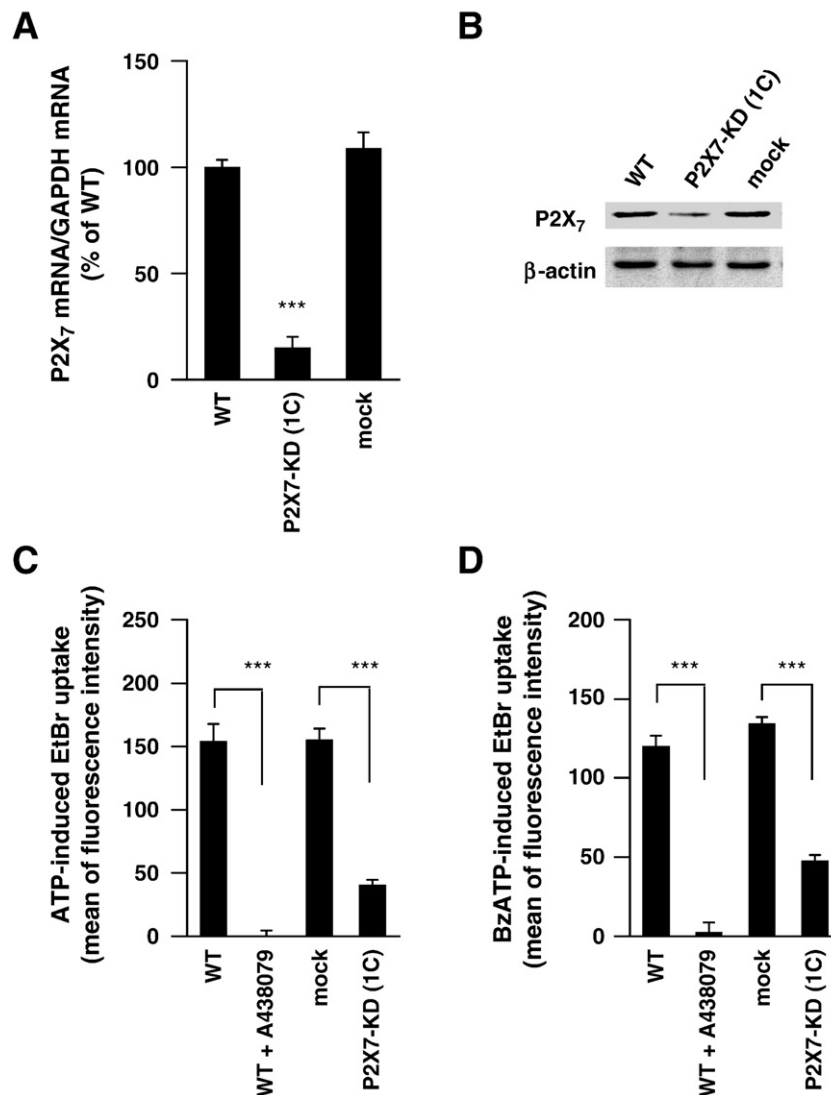 A
P2X₇ mRNA/GAPDH mRNA
(% of WT)
150
100
50
0
***
WT
P2X7-KD (1C)
mock
B
WT
P2X7-KD (1C)
mock
P2X₇
β-actin
C
ATP-induced EtBr uptake
(mean of fluorescence intensity)
250
200
150
100
50
0
***
***
WT
WT + A438079
mock
P2X7-KD (1C)
D
BzATP-induced EtBr uptake
(mean of fluorescence intensity)
200
150
100
50
0
***
***
WT
WT + A438079
mock
P2X7-KD (1C)